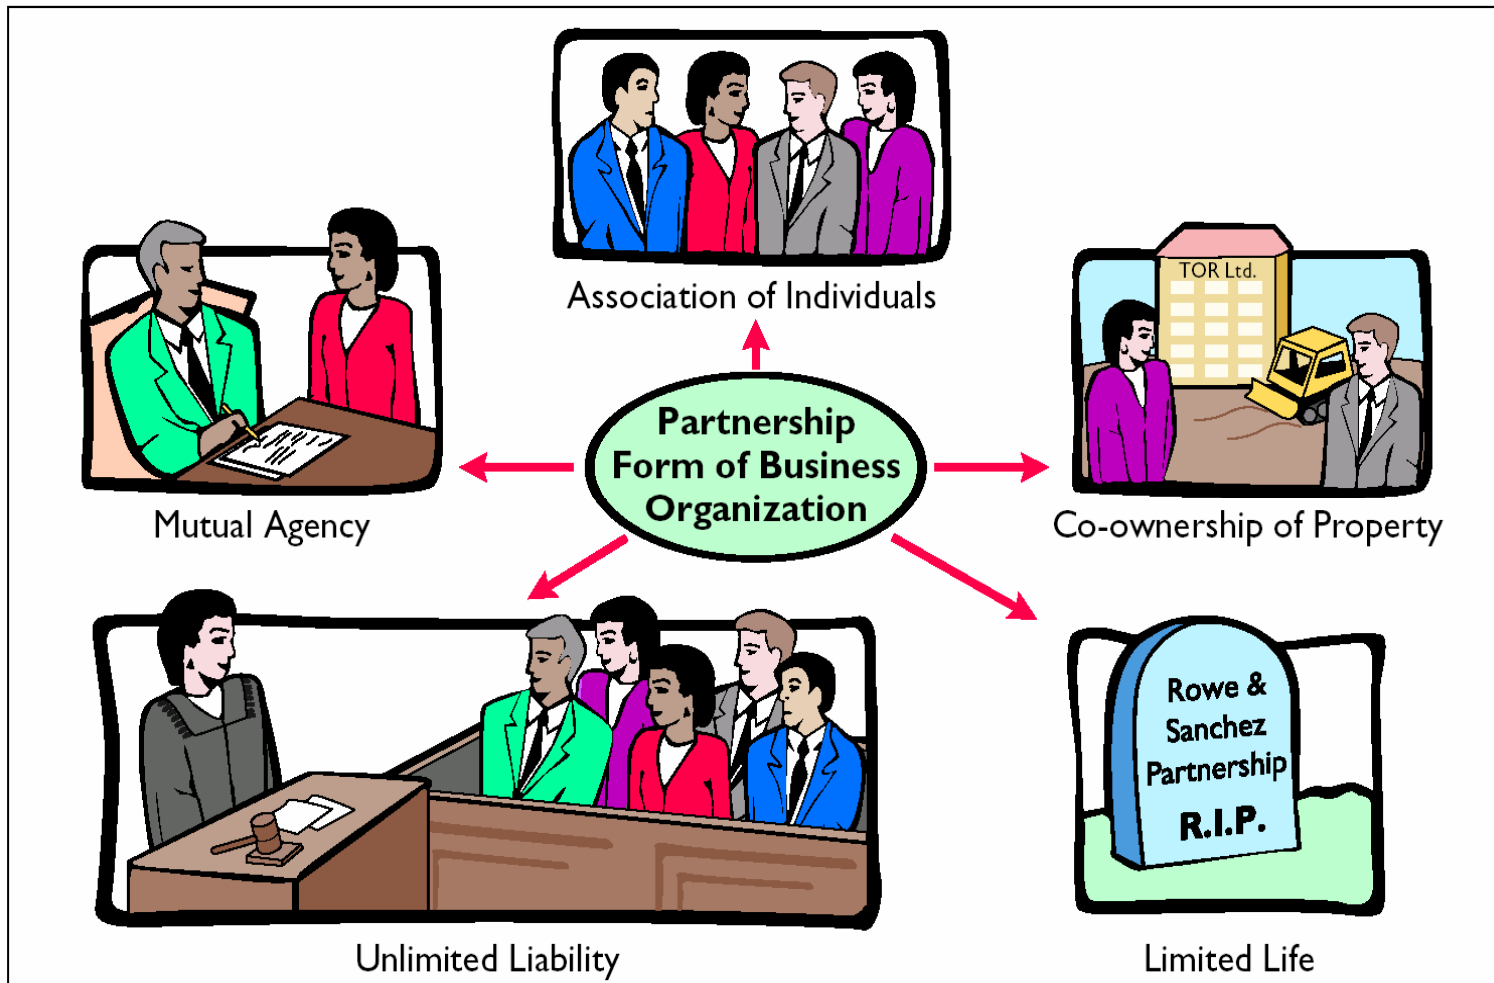 Association of Individuals
TOR Ltd.
Partnership
Form of Business
Organization
Mutual Agency
Co-ownership of Property
Rowe &
Sanchez
Partnership
R.I.P.
Unlimited Liability
Limited Life